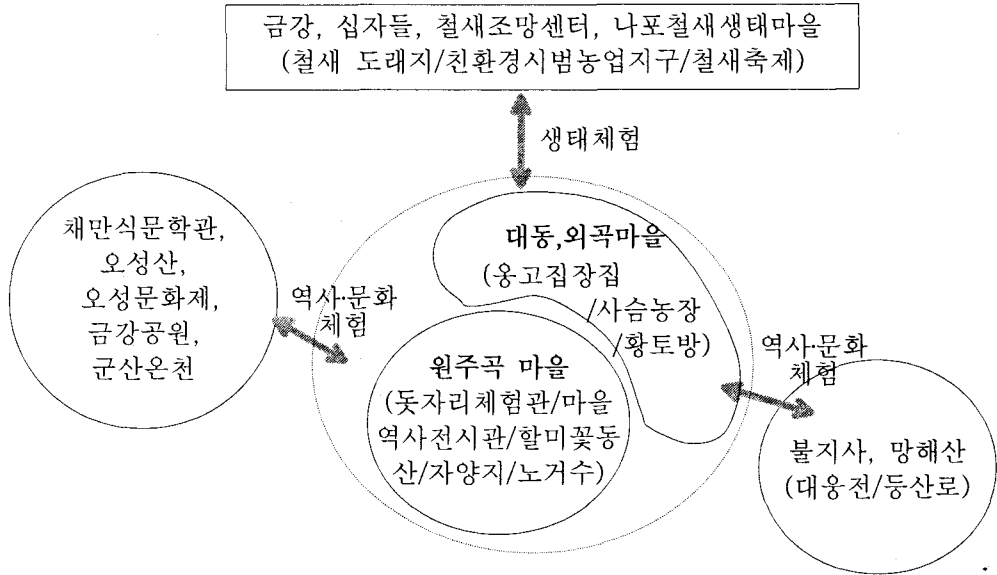 금강, 십자들, 철새조망센터, 나포철새생태마을
(철새 도래지/친환경시범농업지구/철새축제)
생태체험
채만식문학관,
오성산,
오성문화제,
금강공원,
군산온천
역사·문화
체험
대동,외곡마을
(옹고집장집
/사슴농장
/황토방)
원주곡 마을
(돗자리체험관/마을
역사전시관/할미꽃동
산/자양지/노거수)
역사·문화
체험
불지사, 망해산
(대웅전/등산로)